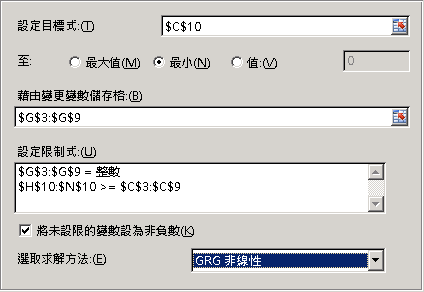 設定目標式:(T) $C$10
至: 最大值(M) 最小(N) 值:(V) 0
藉由變更變數儲存格:(B)
$G$3:$G$9
設定限制式:(U)
$G$3:$G$9 = 整數
$H$10:$N$10 >= $C$3:$C$9
將未設限的變數設為非負數(K)
選取求解方法:(E) GRG 非線性